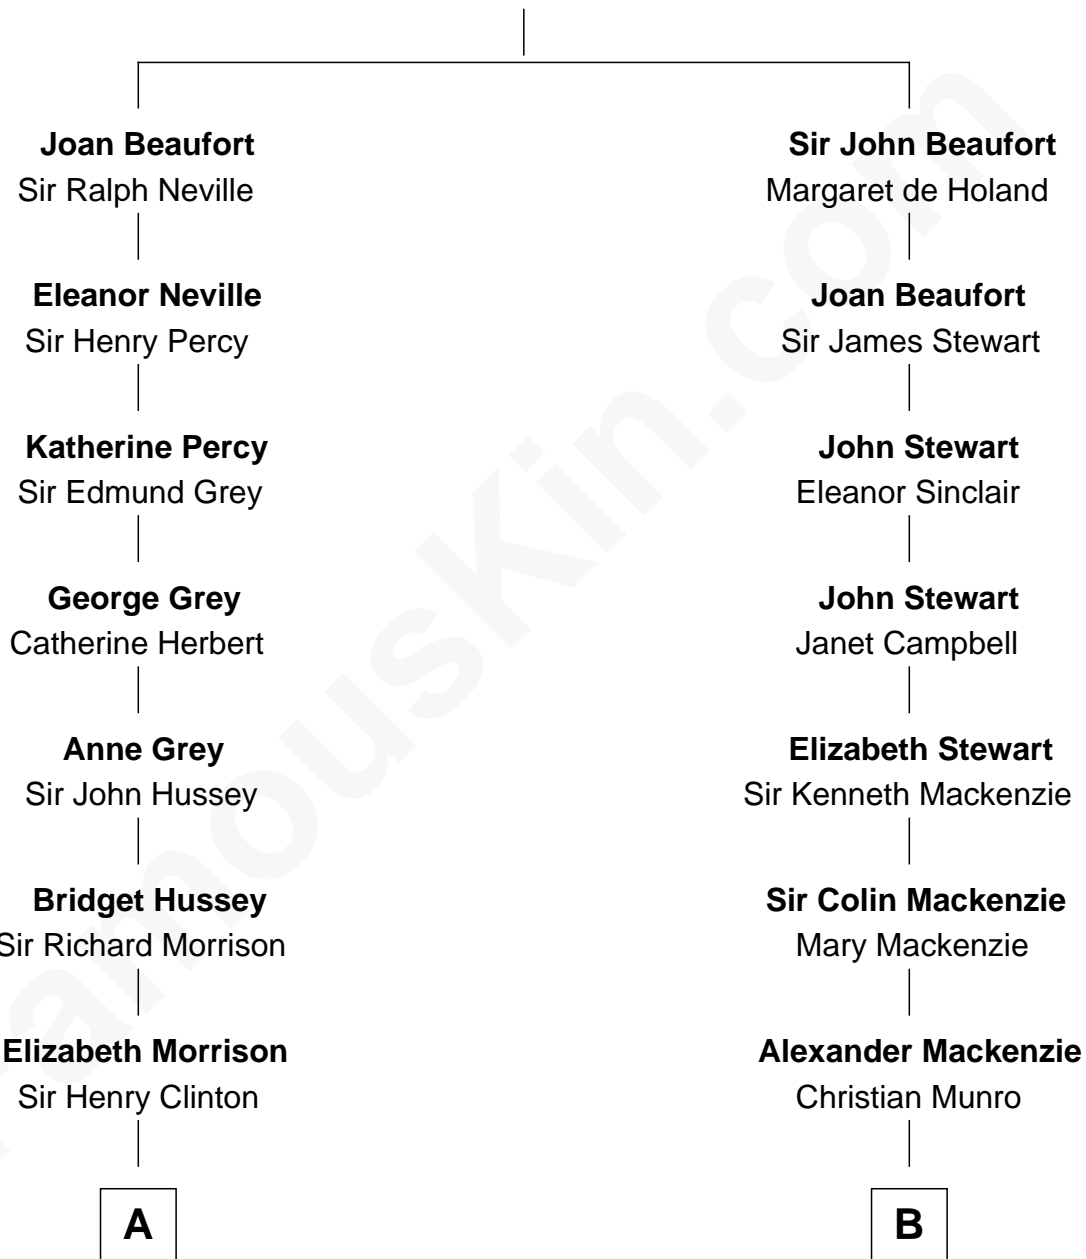 Joan Beaufort
Sir Ralph Neville
Eleanor Neville
Sir Henry Percy
Katherine Percy
Sir Edmund Grey
George Grey
Catherine Herbert
Anne Grey
Sir John Hussey
Bridget Hussey
Sir Richard Morrison
Elizabeth Morrison
Sir Henry Clinton
A
Sir John Beaufort
Margaret de Holand
Joan Beaufort
Sir James Stewart
John Stewart
Eleanor Sinclair
John Stewart
Janet Campbell
Elizabeth Stewart
Sir Kenneth Mackenzie
Sir Colin Mackenzie
Mary Mackenzie
Alexander Mackenzie
Christian Munro
B
FamousKin.com